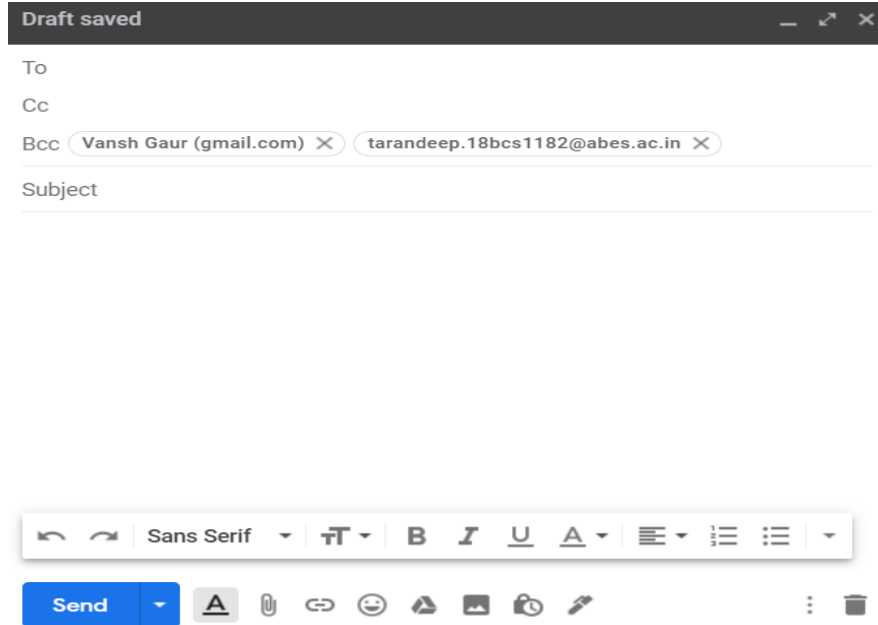 Draft saved
To
Cc
Bcc Vansh Gaur (gmail.com) tarandeep.18bcs1182@abes.ac.in
Subject
Sans Serif
Send